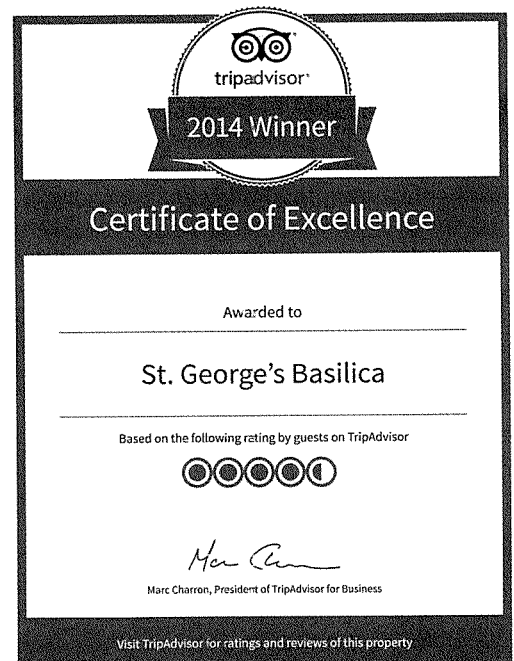 tripadvisor®
2014 Winner
Certificate of Excellence
Awarded to
St. George's Basilica
Based on the following rating by guests on TripAdvisor
Marc Charron, President of TripAdvisor for Business
Visit TripAdvisor for ratings and reviews of this property